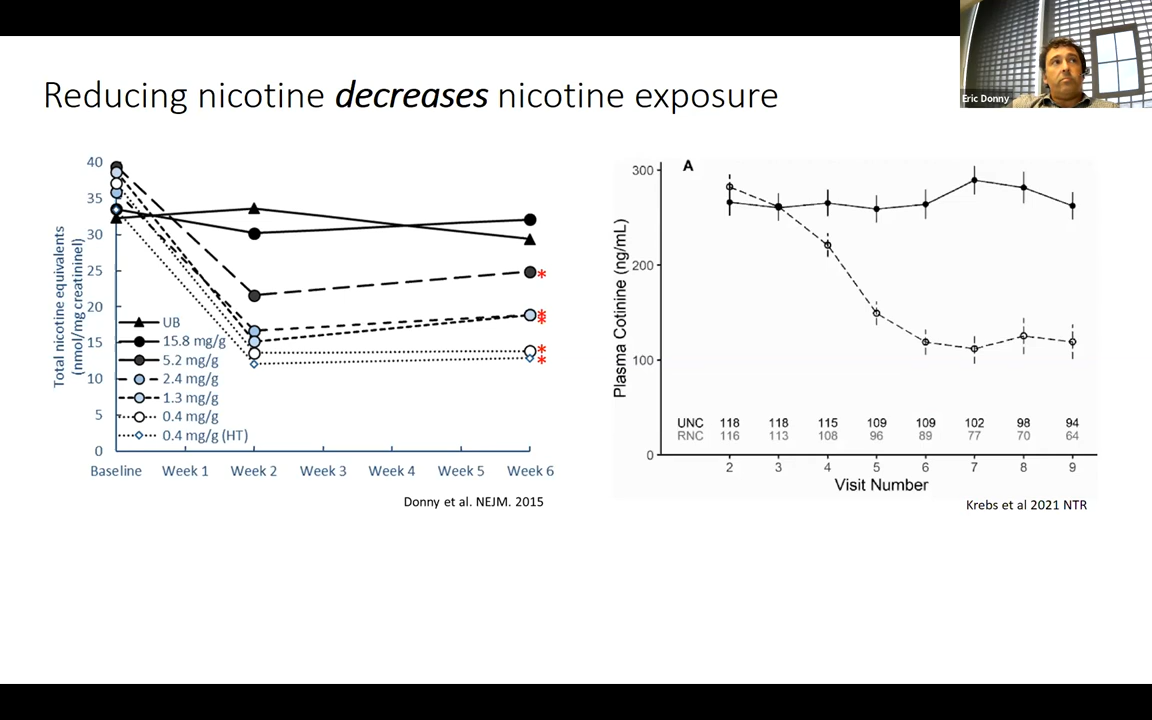 Eric Donny
Reducing nicotine decreases nicotine exposure
Total nicotine equivalents
(nmol/mg creatininel)
40
35
30
25
20
15
10
5
0
UB
15.8 mg/g
5.2 mg/g
2.4 mg/g
1.3 mg/g
0.4 mg/g
0.4 mg/g (HT)
*
*
*
*
*
Baseline Week 1 Week 2 Week 3 Week 4 Week 5 Week 6
Donny et al. NEJM. 2015
A
Plasma Cotinine (ng/mL)
300
200
100
0
UNC 118 118 115 109 109 102 98 94
RNC 116 113 108 96 89 77 70 64
2 3 4 5 6 7 8 9
Visit Number
Krebs et al 2021 NTR